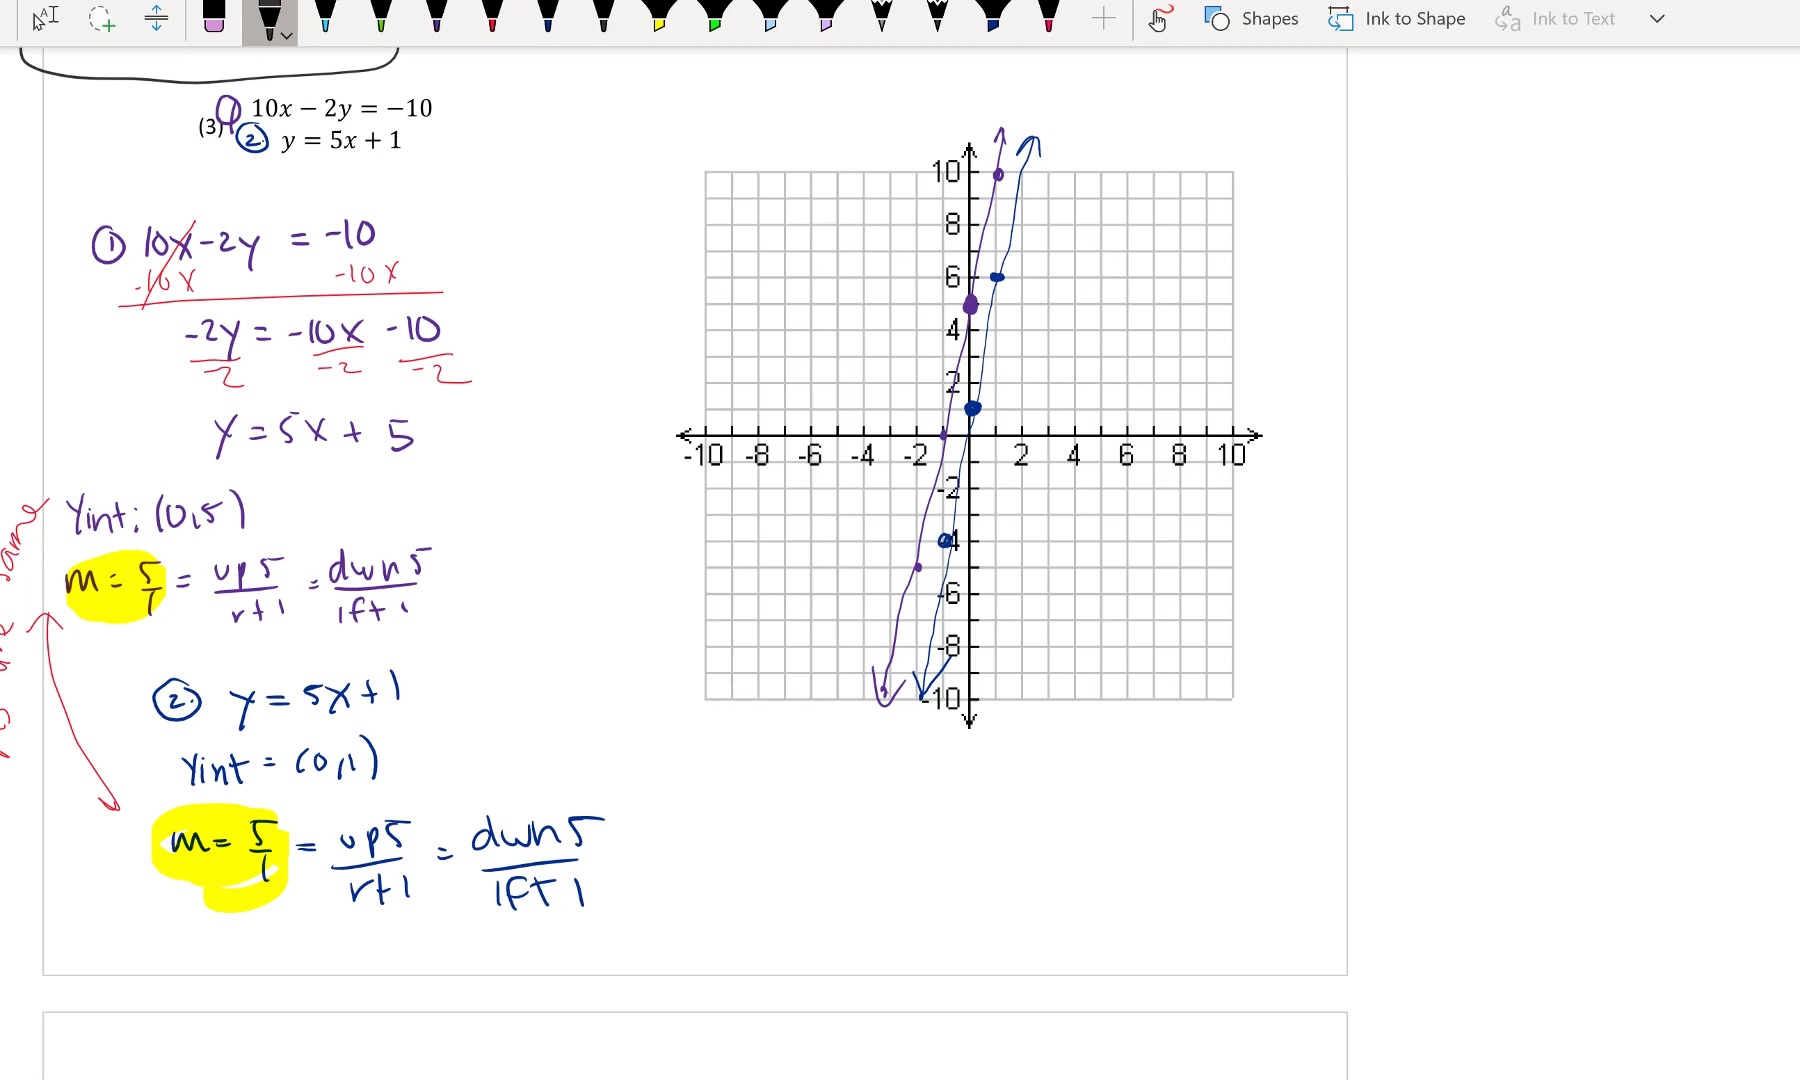 Shapes
Ink to Shape
Ink to Text
10x − 2y = −10
(3)
2. y = 5x + 1
① 10x - 2y = -10
-10x -10x
-2y = -10x - 10
-2 -2 -2
y = 5x + 5
Yint: (0,5)
same
m = 5/1 = up 5/rt 1 = dwn 5/lft 1
② y = 5x + 1
Yint = (0,1)
m = 5/1 = up 5/rt 1 = dwn 5/lft 1
10
8
6
4
2
-10 -8 -6 -4 -2 2 4 6 8 10
-2
-4
-6
-8
-10